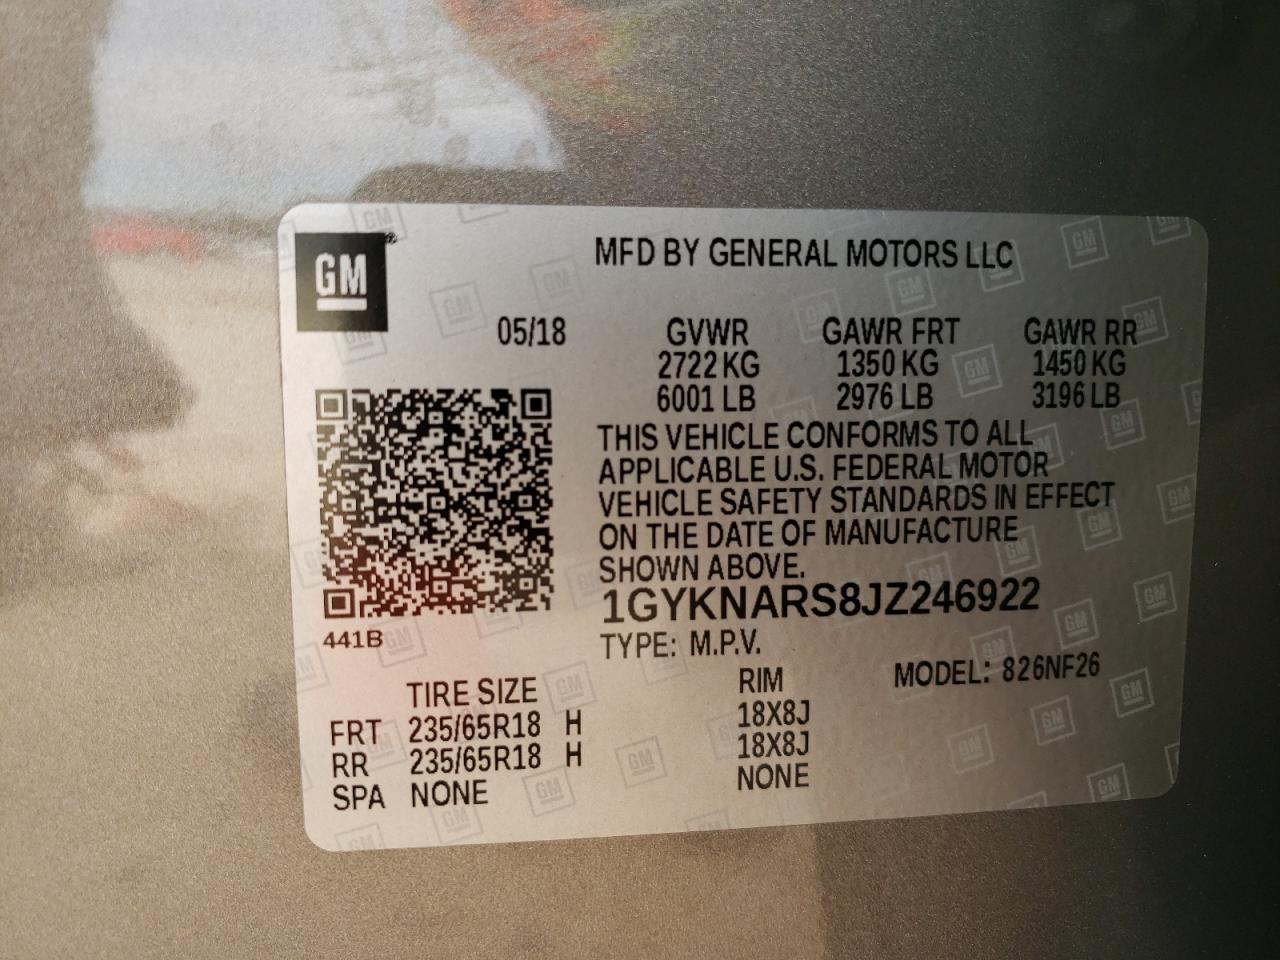 GM
MFD BY GENERAL MOTORS LLC
05/18 GVWR GAWR FRT GAWR RR
2722 KG 1350 KG 1450 KG
6001 LB 2976 LB 3196 LB
THIS VEHICLE CONFORMS TO ALL
APPLICABLE U.S. FEDERAL MOTOR
VEHICLE SAFETY STANDARDS IN EFFECT
ON THE DATE OF MANUFACTURE
SHOWN ABOVE.
1GYKNARS8JZ246922
441B
TYPE: M.P.V.
MODEL: 826NF26
TIRE SIZE RIM
FRT 235/65R18 H 18X8J
RR 235/65R18 H 18X8J
SPA NONE NONE